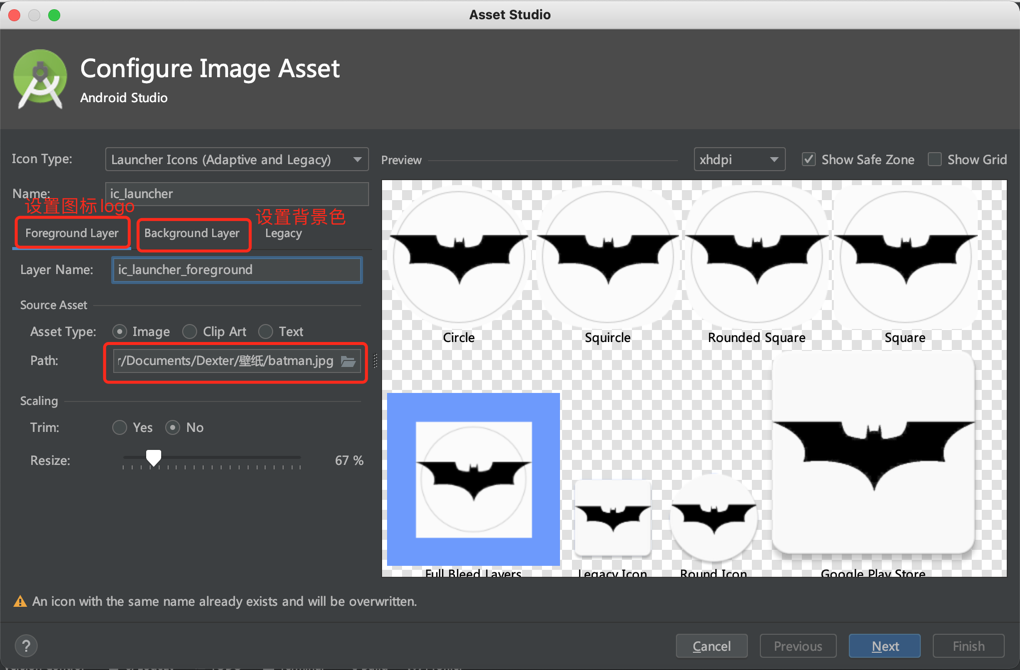 Asset Studio
Configure Image Asset
Android Studio
Icon Type: Launcher Icons (Adaptive and Legacy)
Preview
xhdpi
Show Safe Zone
Show Grid
Name: ic_launcher
设置图标logo
设置背景色
Foreground Layer
Background Layer
Legacy
Layer Name: ic_launcher_foreground
Source Asset
Asset Type: Image Clip Art Text
Path: r/Documents/Dexter/壁纸/batman.jpg
Scaling
Trim: Yes No
Resize: 67 %
Circle
Squircle
Rounded Square
Square
Full Bleed Layers
Legacy Icon
Round Icon
Google Play Store
An icon with the same name already exists and will be overwritten.
?
Cancel
Previous
Next
Finish